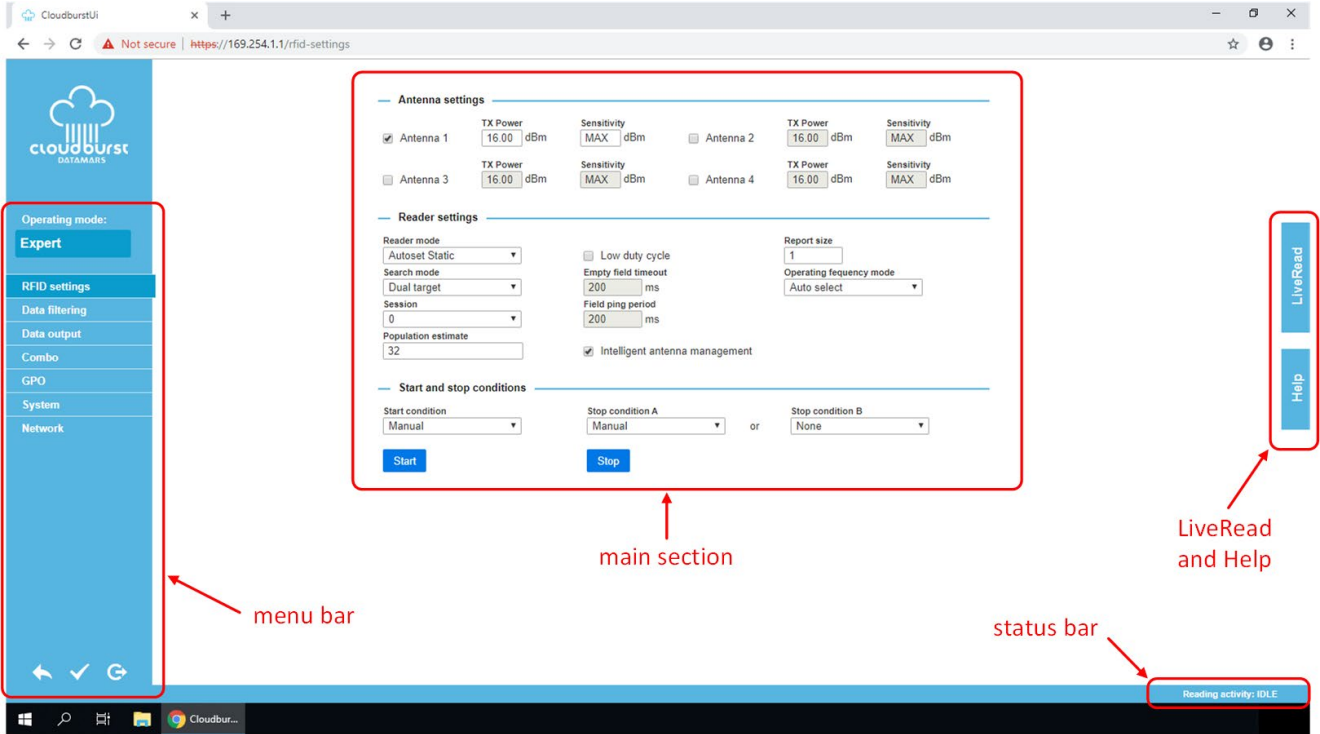 CloudburstUi
Not secure | https://169.254.1.1/rfid-settings
cloudburst
DATAMARS
Operating mode:
Expert
RFID settings
Data filtering
Data output
Combo
GPO
System
Network
Antenna settings
TX Power Sensitivity TX Power Sensitivity
Antenna 1 16.00 dBm MAX dBm Antenna 2 16.00 dBm MAX dBm
TX Power Sensitivity TX Power Sensitivity
Antenna 3 16.00 dBm MAX dBm Antenna 4 16.00 dBm MAX dBm
Reader settings
Reader mode Report size
Autoset Static Low duty cycle 1
Search mode Empty field timeout Operating fequency mode
Dual target 200 ms Auto select
Session Field ping period
0 200 ms
Population estimate
32 Intelligent antenna management
Start and stop conditions
Start condition Stop condition A Stop condition B
Manual Manual or None
Start Stop
LiveRead
Help
main section
LiveRead
and Help
menu bar
status bar
Reading activity: IDLE
Cloudbur...